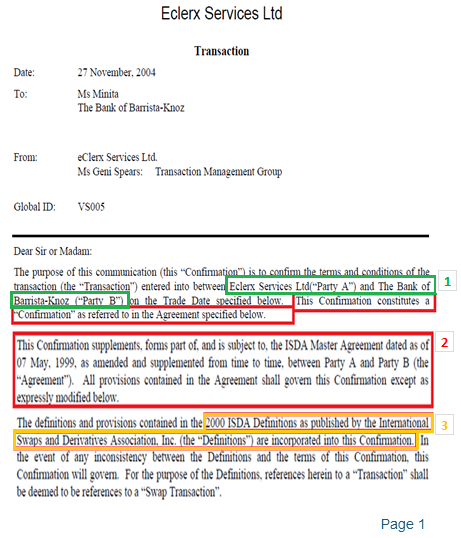 Eclerx Services Ltd
Transaction
Date: 27 November, 2004
To: Ms Minita
The Bank of Barrista-Knoz
From: eClerx Services Ltd.
Ms Geni Spears: Transaction Management Group
Global ID: VS005
Dear Sir or Madam:
The purpose of this communication (this “Confirmation”) is to confirm the terms and conditions of the
transaction (the “Transaction”) entered into between Eclerx Services Ltd(“Party A”) and The Bank of
Barrista-Knoz (“Party B”) on the Trade Date specified below. This Confirmation constitutes a
“Confirmation” as referred to in the Agreement specified below.
1
This Confirmation supplements, forms part of, and is subject to, the ISDA Master Agreement dated as of
07 May, 1999, as amended and supplemented from time to time, between Party A and Party B (the
“Agreement”). All provisions contained in the Agreement shall govern this Confirmation except as
expressly modified below.
2
The definitions and provisions contained in the 2000 ISDA Definitions as published by the International
Swaps and Derivatives Association, Inc. (the “Definitions”) are incorporated into this Confirmation. In
the event of any inconsistency between the Definitions and the terms of this Confirmation, this
Confirmation will govern. For the purpose of the Definitions, references herein to a “Transaction” shall
be deemed to be references to a “Swap Transaction”.
3
Page 1